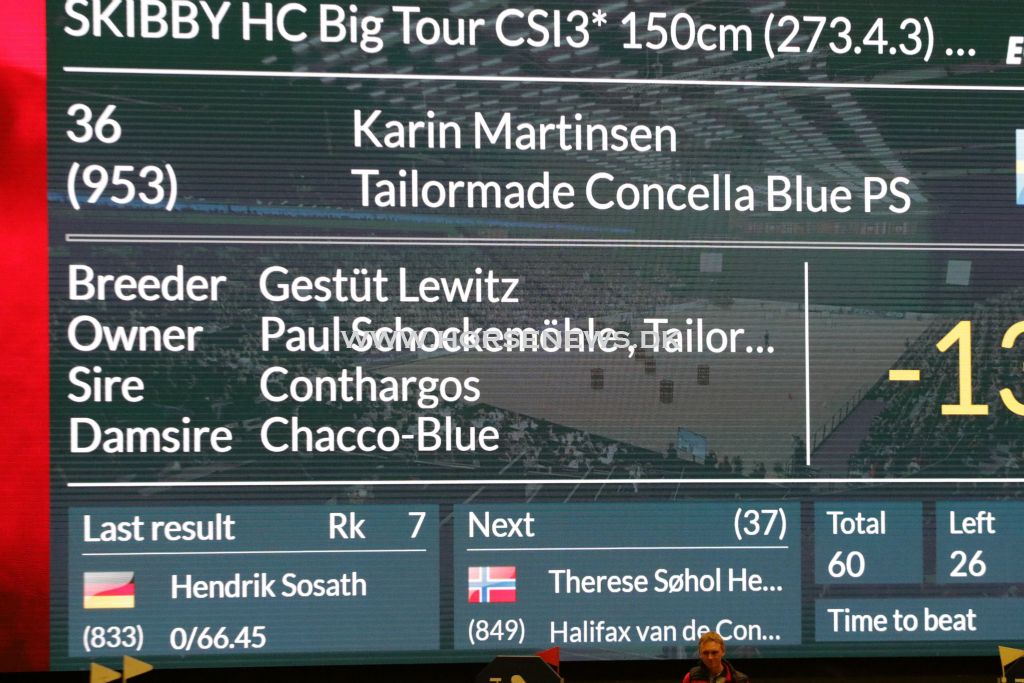 SKIBBY HC Big Tour CSI3* 150cm (273.4.3) ...
36 Karin Martinsen
(953) Tailormade Concella Blue PS
Breeder Gestüt Lewitz
Owner Paul Schockemöhle , Tailor...
WWW.HORSENEWS.DK
Sire Conthargos
Damsire Chacco-Blue
-13
Last result Rk 7
Hendrik Sosath
(833) 0/66.45
Next (37)
Therese Søhol He...
(849) Halifax van de Con...
Total
60
Left
26
Time to beat